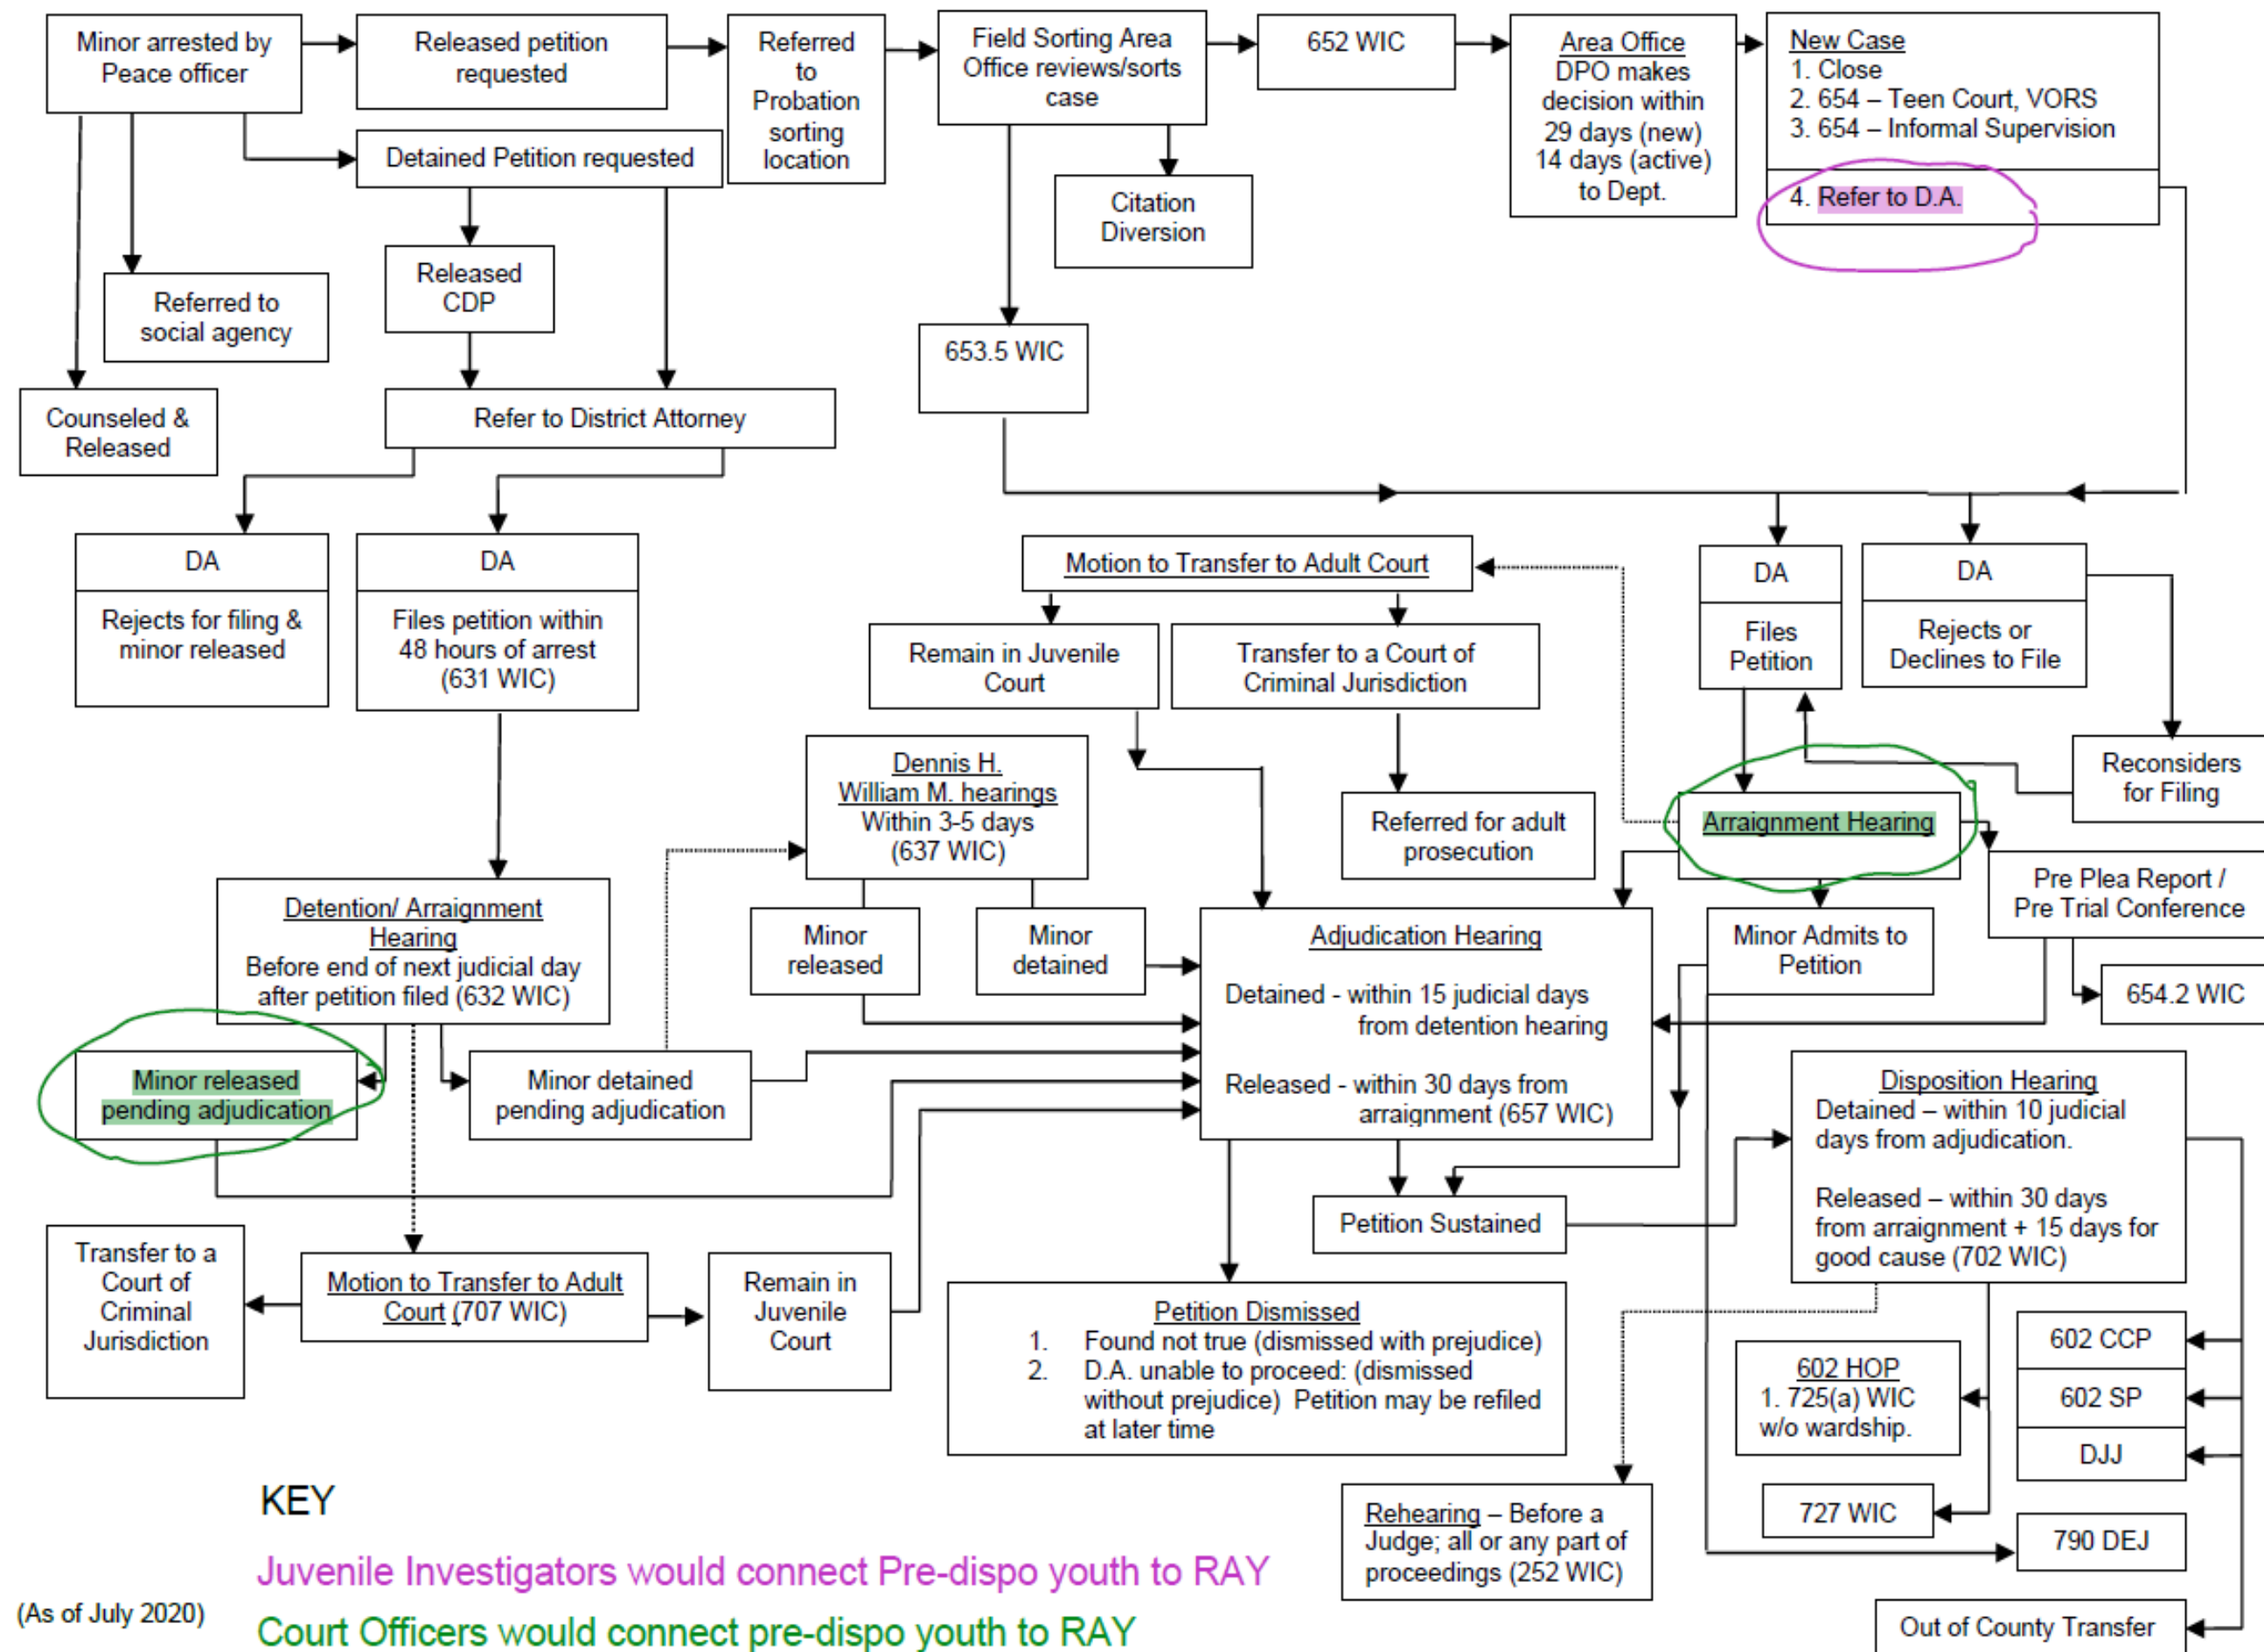 Minor arrested by
Peace officer
Released petition
requested
Referred
to
Probation
sorting
location
Field Sorting Area
Office reviews/sorts
case
652 WIC
Area Office
DPO makes
decision within
29 days (new)
14 days (active)
to Dept.
New Case
1. Close
2. 654 – Teen Court, VORS
3. 654 – Informal Supervision
4. Refer to D.A.
Detained Petition requested
Citation
Diversion
Released
CDP
Referred to
social agency
653.5 WIC
Counseled &
Released
Refer to District Attorney
DA
Rejects for filing &
minor released
DA
Files petition within
48 hours of arrest
(631 WIC)
Motion to Transfer to Adult Court
DA
Files
Petition
DA
Rejects or
Declines to File
Remain in Juvenile
Court
Transfer to a Court of
Criminal Jurisdiction
Dennis H.
William M. hearings
Within 3-5 days
(637 WIC)
Reconsiders
for Filing
Referred for adult
prosecution
Arraignment Hearing
Pre Plea Report /
Pre Trial Conference
Detention/ Arraignment
Hearing
Before end of next judicial day
after petition filed (632 WIC)
Minor
released
Minor
detained
Adjudication Hearing
Detained - within 15 judicial days
from detention hearing
Released - within 30 days from
arraignment (657 WIC)
Minor Admits to
Petition
654.2 WIC
Minor released
pending adjudication
Minor detained
pending adjudication
Disposition Hearing
Detained – within 10 judicial
days from adjudication.
Released – within 30 days
from arraignment + 15 days for
good cause (702 WIC)
Petition Sustained
Transfer to a
Court of
Criminal
Jurisdiction
Motion to Transfer to Adult
Court (707 WIC)
Remain in
Juvenile
Court
Petition Dismissed
1. Found not true (dismissed with prejudice)
2. D.A. unable to proceed: (dismissed
without prejudice) Petition may be refiled
at later time
602 HOP
1. 725(a) WIC
w/o wardship.
602 CCP
602 SP
DJJ
727 WIC
790 DEJ
Rehearing – Before a
Judge; all or any part of
proceedings (252 WIC)
Out of County Transfer
KEY
Juvenile Investigators would connect Pre-dispo youth to RAY
(As of July 2020)
Court Officers would connect pre-dispo youth to RAY